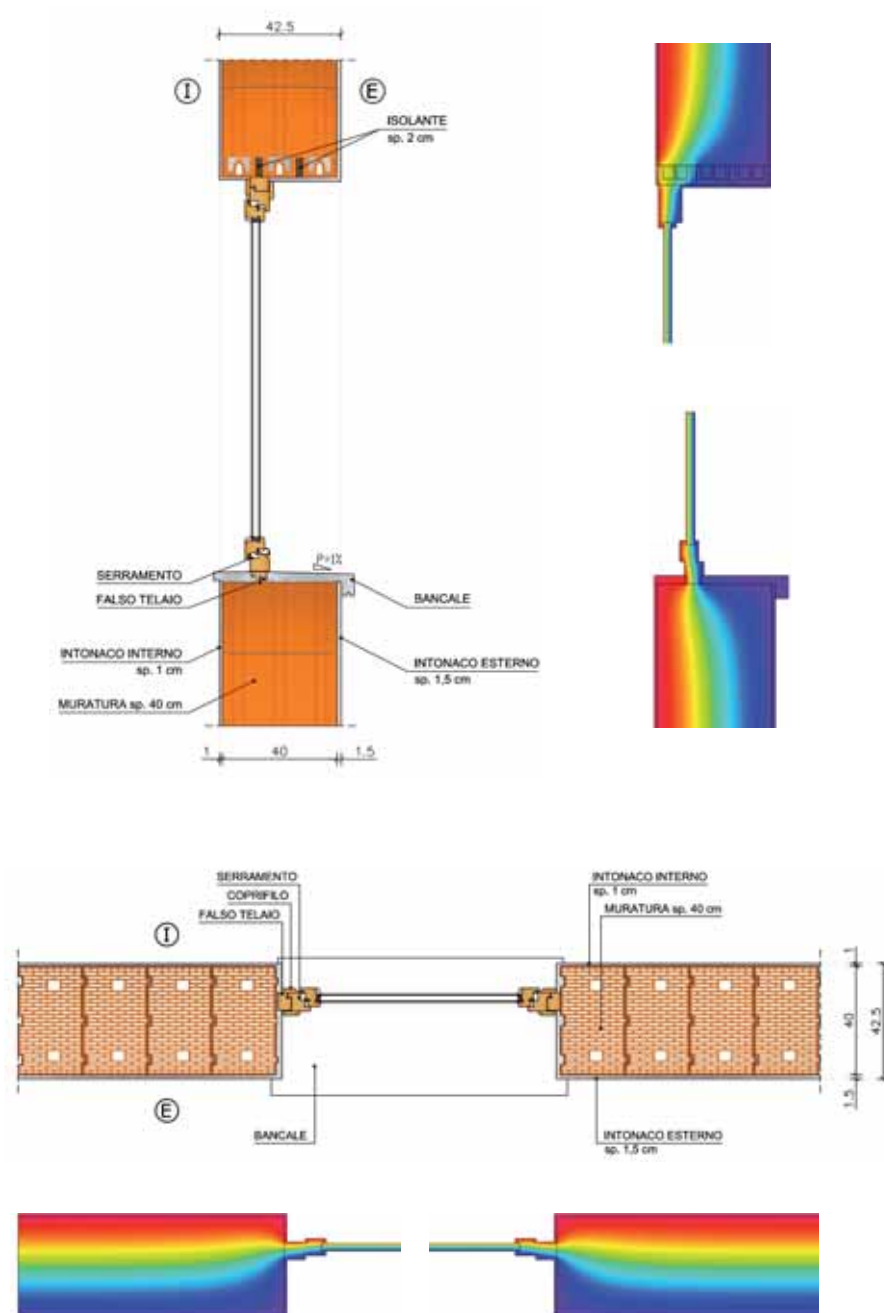 42.5
I
E
ISOLANTE
sp. 2 cm
P=1%
SERRAMENTO
FALSO TELAIO
BANCALE
INTONACO INTERNO
sp. 1 cm
INTONACO ESTERNO
sp. 1,5 cm
MURATURA sp. 40 cm
1
40
1.5
SERRAMENTO
COPRIFILO
FALSO TELAIO
I
INTONACO INTERNO
sp. 1 cm
MURATURA sp. 40 cm
1
40
42.5
1.5
E
BANCALE
INTONACO ESTERNO
sp. 1,5 cm